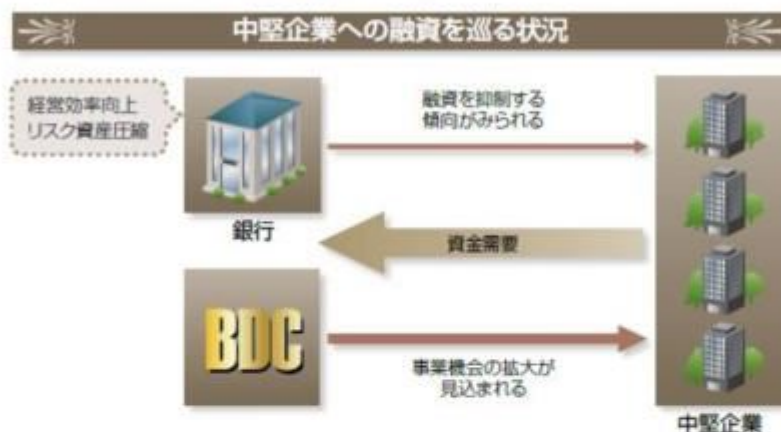 中堅企業への融資を巡る状況
経営効率向上
リスク資産圧縮
融資を抑制する
傾向がみられる
銀行
資金需要
BDC
事業機会の拡大が
見込まれる
中堅企業